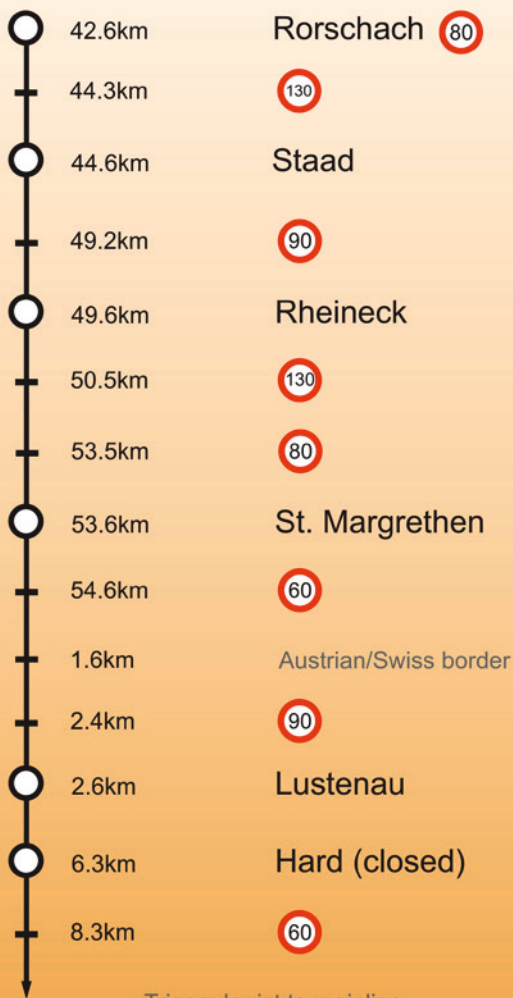 42.6km Rorschach 80
44.3km 130
44.6km Staad
49.2km 90
49.6km Rheineck
50.5km 130
53.5km 80
53.6km St. Margrethen
54.6km 60
1.6km Austrian/Swiss border
2.4km 90
2.6km Lustenau
6.3km Hard (closed)
8.3km 60